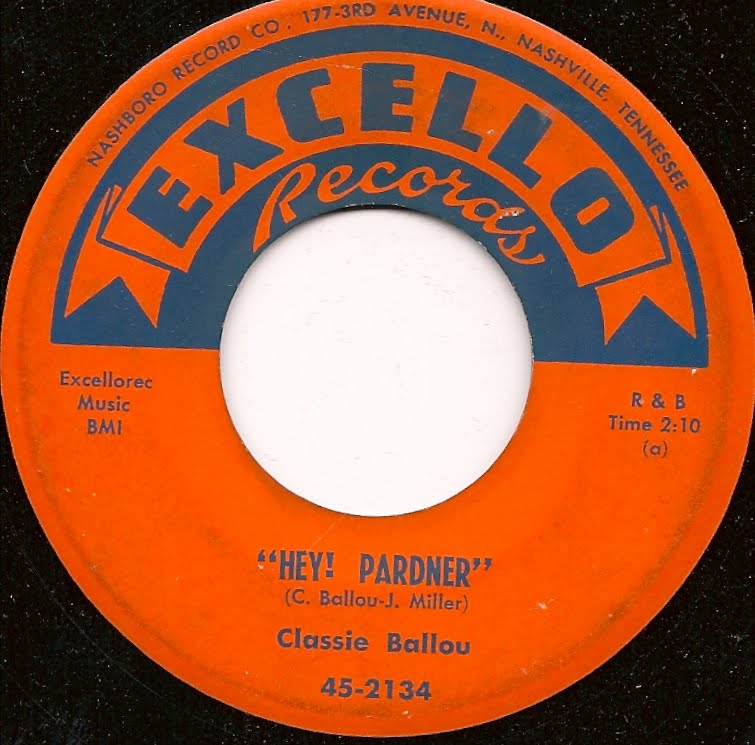 NASHBORO RECORD CO. 177-3RD AVENUE, N., NASHVILLE, TENNESSEE
EXCELLO
Records
Excellorec
Music
BMI
R & B
Time 2:10
(a)
"HEY! PARDNER"
(C. Ballou-J. Miller)
Classie Ballou
45-2134